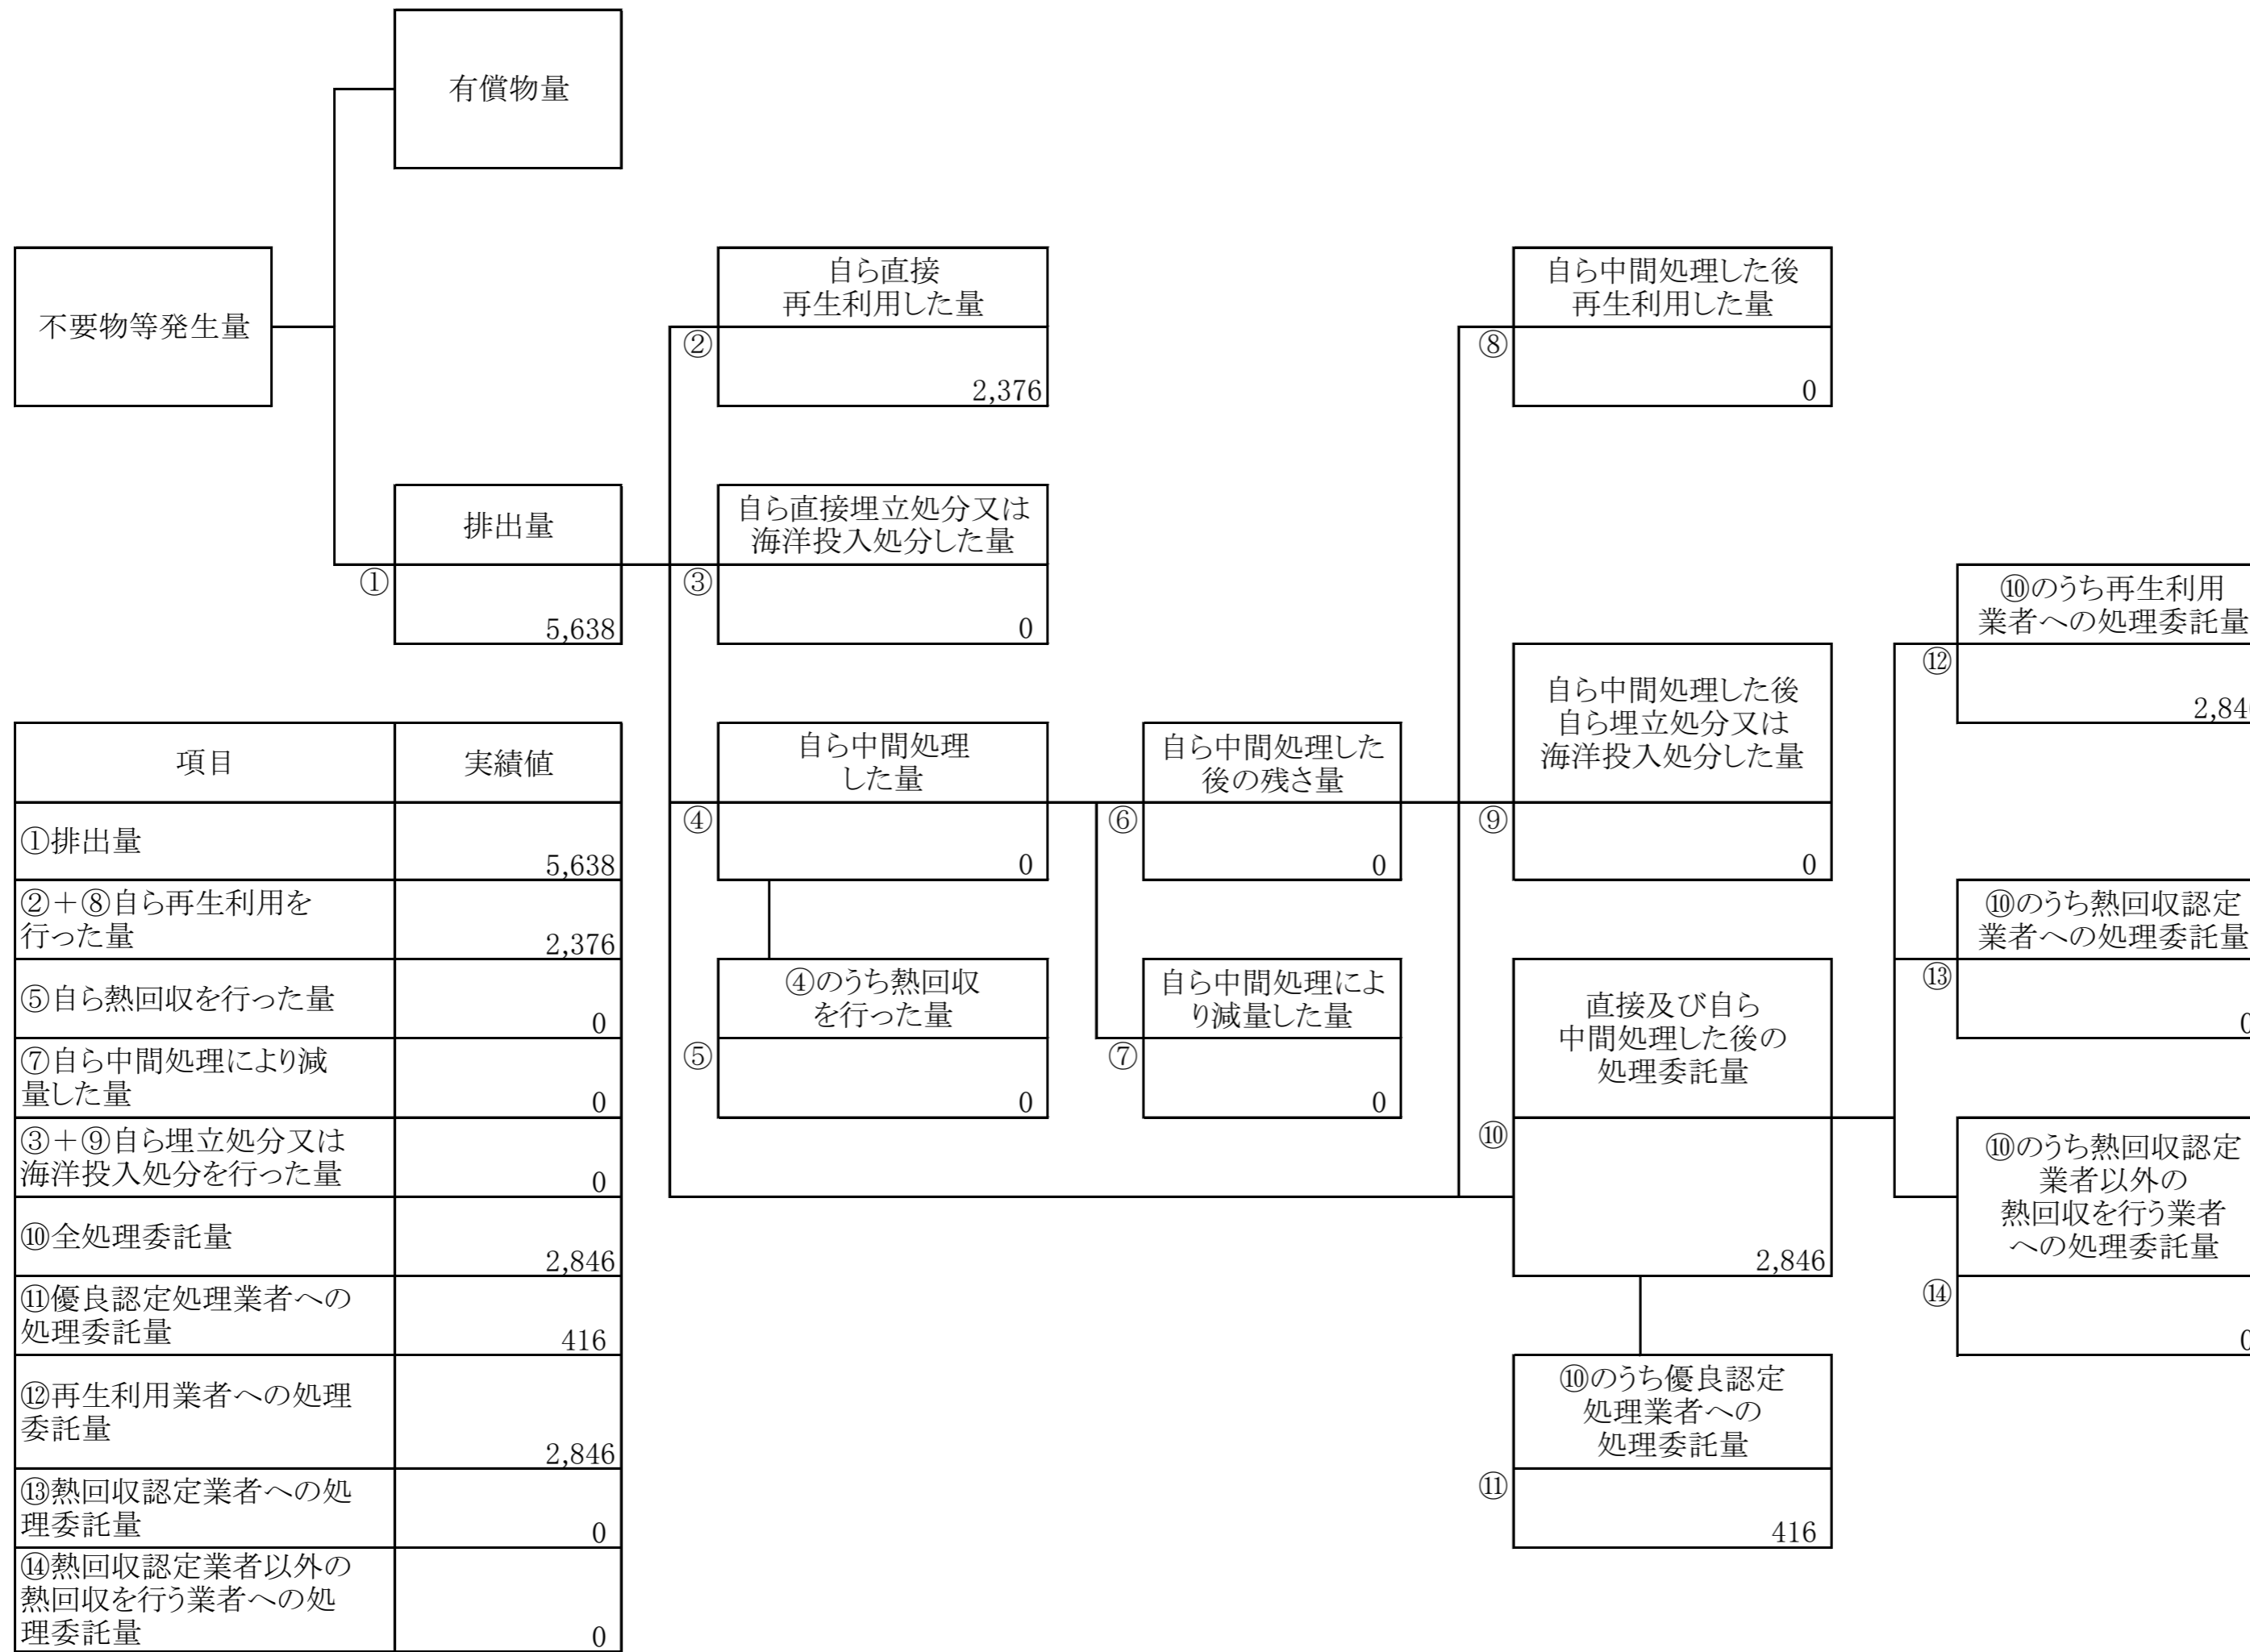 有償物量
不要物等発生量
自ら直接
再生利用した量
②
2,376
自ら中間処理した後
再生利用した量
⑧
0
排出量
①
5,638
自ら直接埋立処分又は
海洋投入処分した量
③
0
⑩のうち再生利用
業者への処理委託量
⑫
2,846
自ら中間処理
した量
④
0
自ら中間処理した
後の残さ量
⑥
0
自ら中間処理した後
自ら埋立処分又は
海洋投入処分した量
⑨
0
⑩のうち熱回収認定
業者への処理委託量
⑬
0
④のうち熱回収
を行った量
⑤
0
自ら中間処理によ
り減量した量
⑦
0
直接及び自ら
中間処理した後の
処理委託量
⑩
2,846
⑩のうち熱回収認定
業者以外の
熱回収を行う業者
への処理委託量
⑭
0
⑩のうち優良認定
処理業者への
処理委託量
⑪
416
項目 実績値
①排出量
5,638
②+⑧自ら再生利用を
行った量 2,376
⑤自ら熱回収を行った量
0
⑦自ら中間処理により減
量した量 0
③+⑨自ら埋立処分又は
海洋投入処分を行った量 0
⑩全処理委託量
2,846
⑪優良認定処理業者への
処理委託量 416
⑫再生利用業者への処理
委託量
2,846
⑬熱回収認定業者への処
理委託量 0
⑭熱回収認定業者以外の
熱回収を行う業者への処
理委託量 0